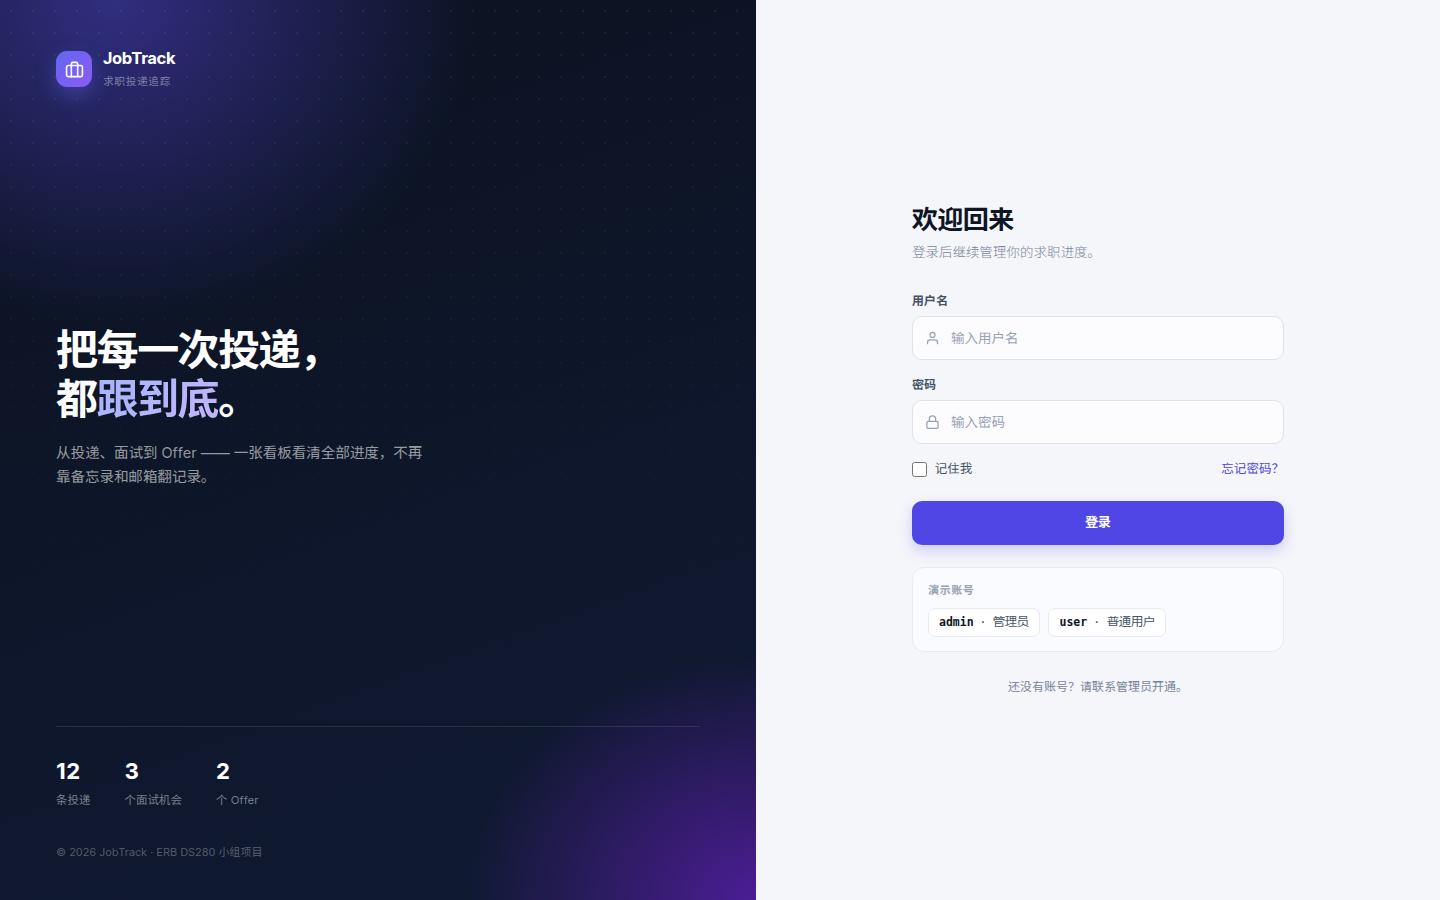 JobTrack
求职投递追踪
把每一次投递，
都跟到底。
从投递、面试到 Offer —— 一张看板看清全部进度，不再
靠备忘录和邮箱翻记录。
12
条投递
3
个面试机会
2
个 Offer
© 2026 JobTrack · ERB DS280 小组项目
欢迎回来
登录后继续管理你的求职进度。
用户名
输入用户名
密码
输入密码
记住我
忘记密码？
登录
演示账号
admin · 管理员
user · 普通用户
还没有账号？请联系管理员开通。